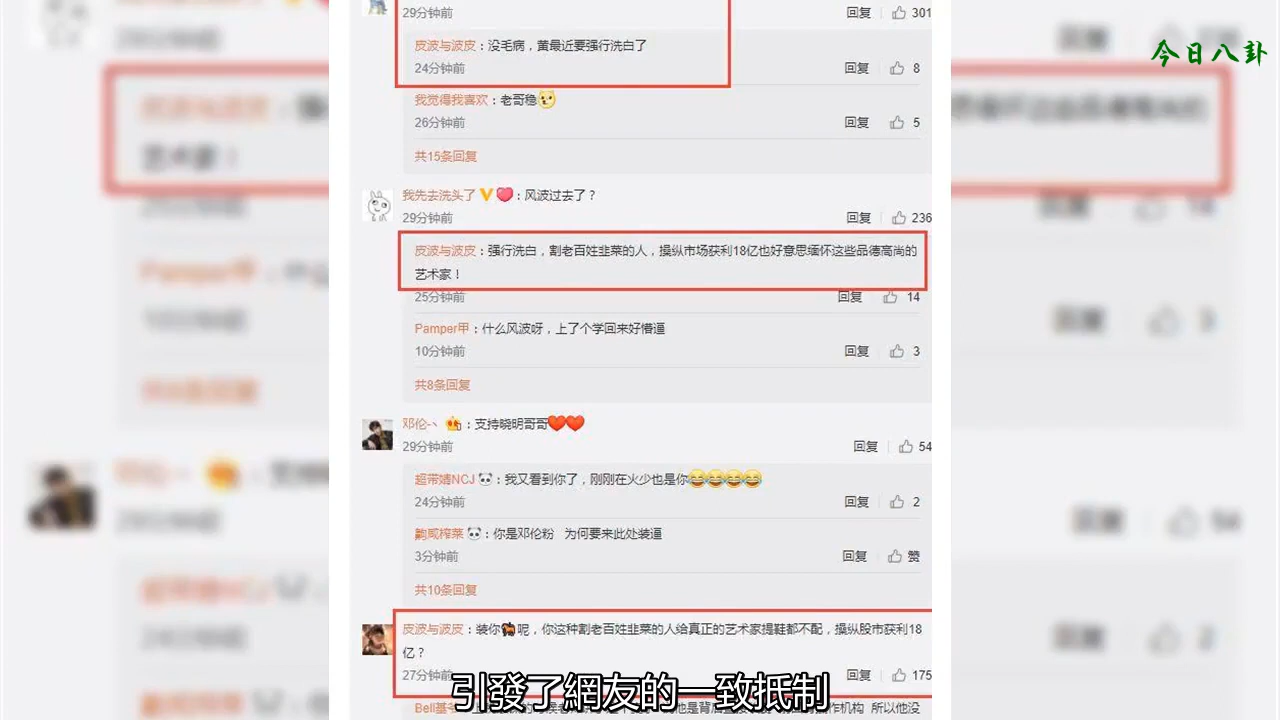 今日八卦
29分钟前 回复 301
皮波与波皮：没毛病，黄最近要强行洗白了
24分钟前 回复 8
我觉得我喜欢：老哥稳
26分钟前 回复 5
共15条回复
我先去洗头了：风波过去了？
29分钟前 回复 236
皮波与波皮：强行洗白，割老百姓韭菜的人，操纵市场获利18亿也好意思缅怀这些品德高尚的
艺术家！
25分钟前 回复 14
Pamper甲：什么风波呀，上了个学回来好懵逼
10分钟前 回复 3
共8条回复
邓伦：支持晓明哥哥
29分钟前 回复 54
超带婧NCJ：我又看到你了，刚刚在火少也是你
24分钟前 回复 2
鹳咸榨菜：你是邓伦粉 为何要来此处装逼
3分钟前 回复 赞
共10条回复
皮波与波皮：装你呢，你这种割老百姓韭菜的人给真正的艺术家提鞋都不配，操纵股市获利18
亿？
27分钟前 回复 175
引發了網友的一致抵制